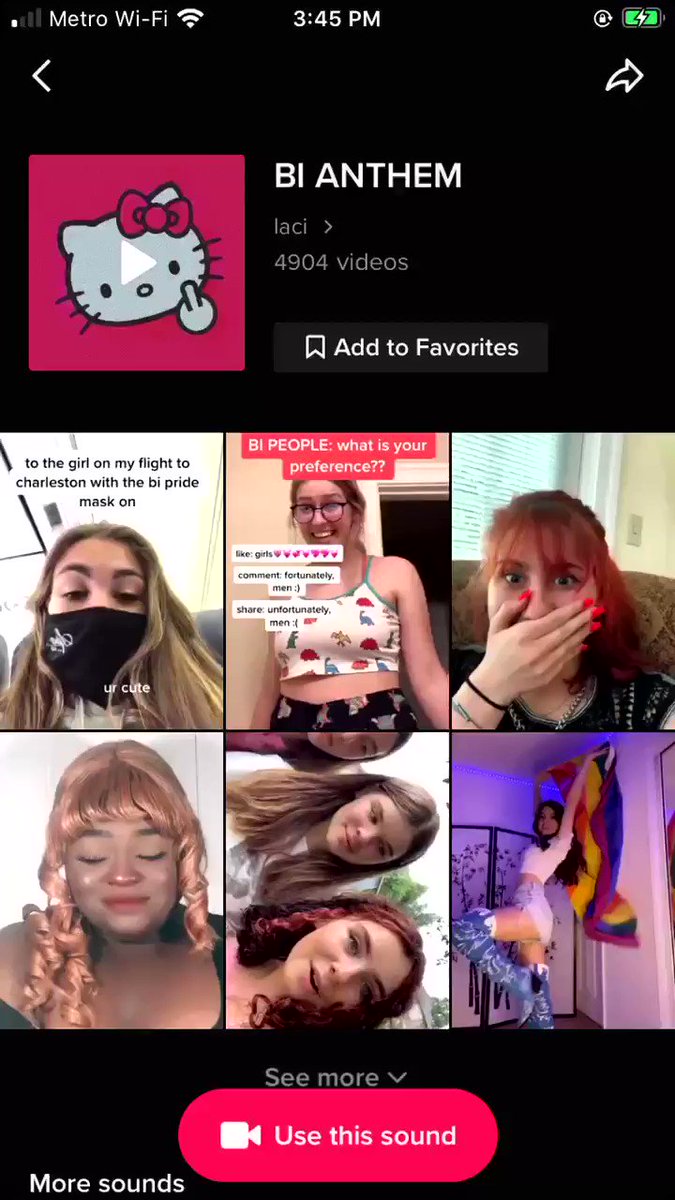 Metro Wi-Fi
3:45 PM
BI ANTHEM
laci >
4904 videos
Add to Favorites
to the girl on my flight to
charleston with the bi pride
mask on
ur cute
BI PEOPLE: what is your
preference??
like: girls
comment: fortunately,
men :)
share: unfortunately,
men :(
See more
Use this sound
More sounds